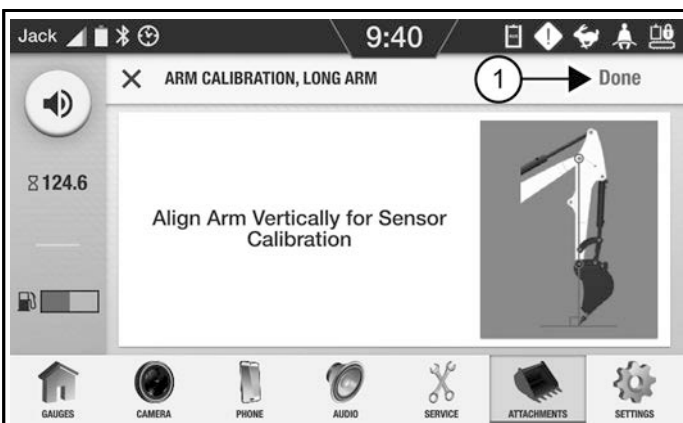 Jack 9:40
ARM CALIBRATION, LONG ARM 1 Done
124.6
Align Arm Vertically for Sensor
Calibration
GAUGES CAMERA PHONE AUDIO SERVICE ATTACHMENTS SETTINGS